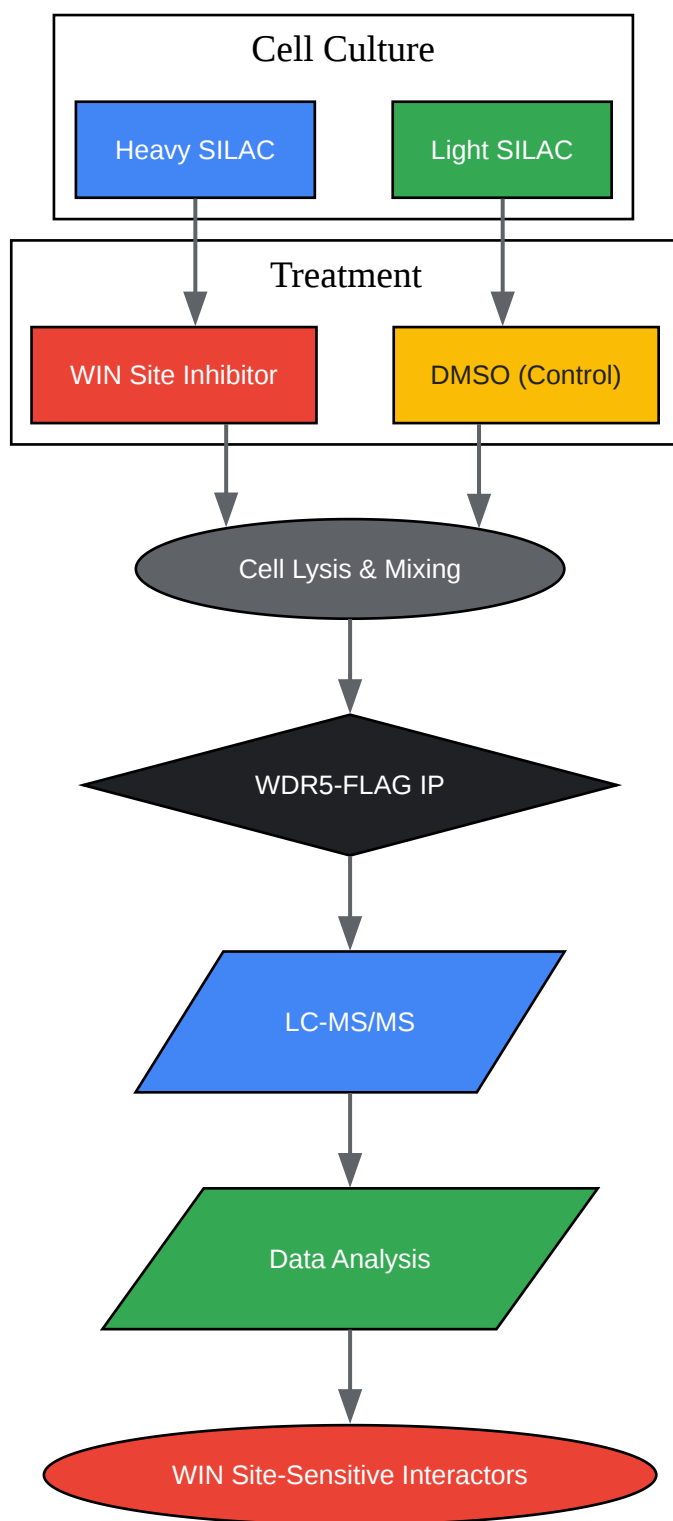 Cell Culture
Heavy SILAC
Light SILAC
Treatment
WIN Site Inhibitor
DMSO (Control)
Cell Lysis & Mixing
WDR5-FLAG IP
LC-MS/MS
Data Analysis
WIN Site-Sensitive Interactors